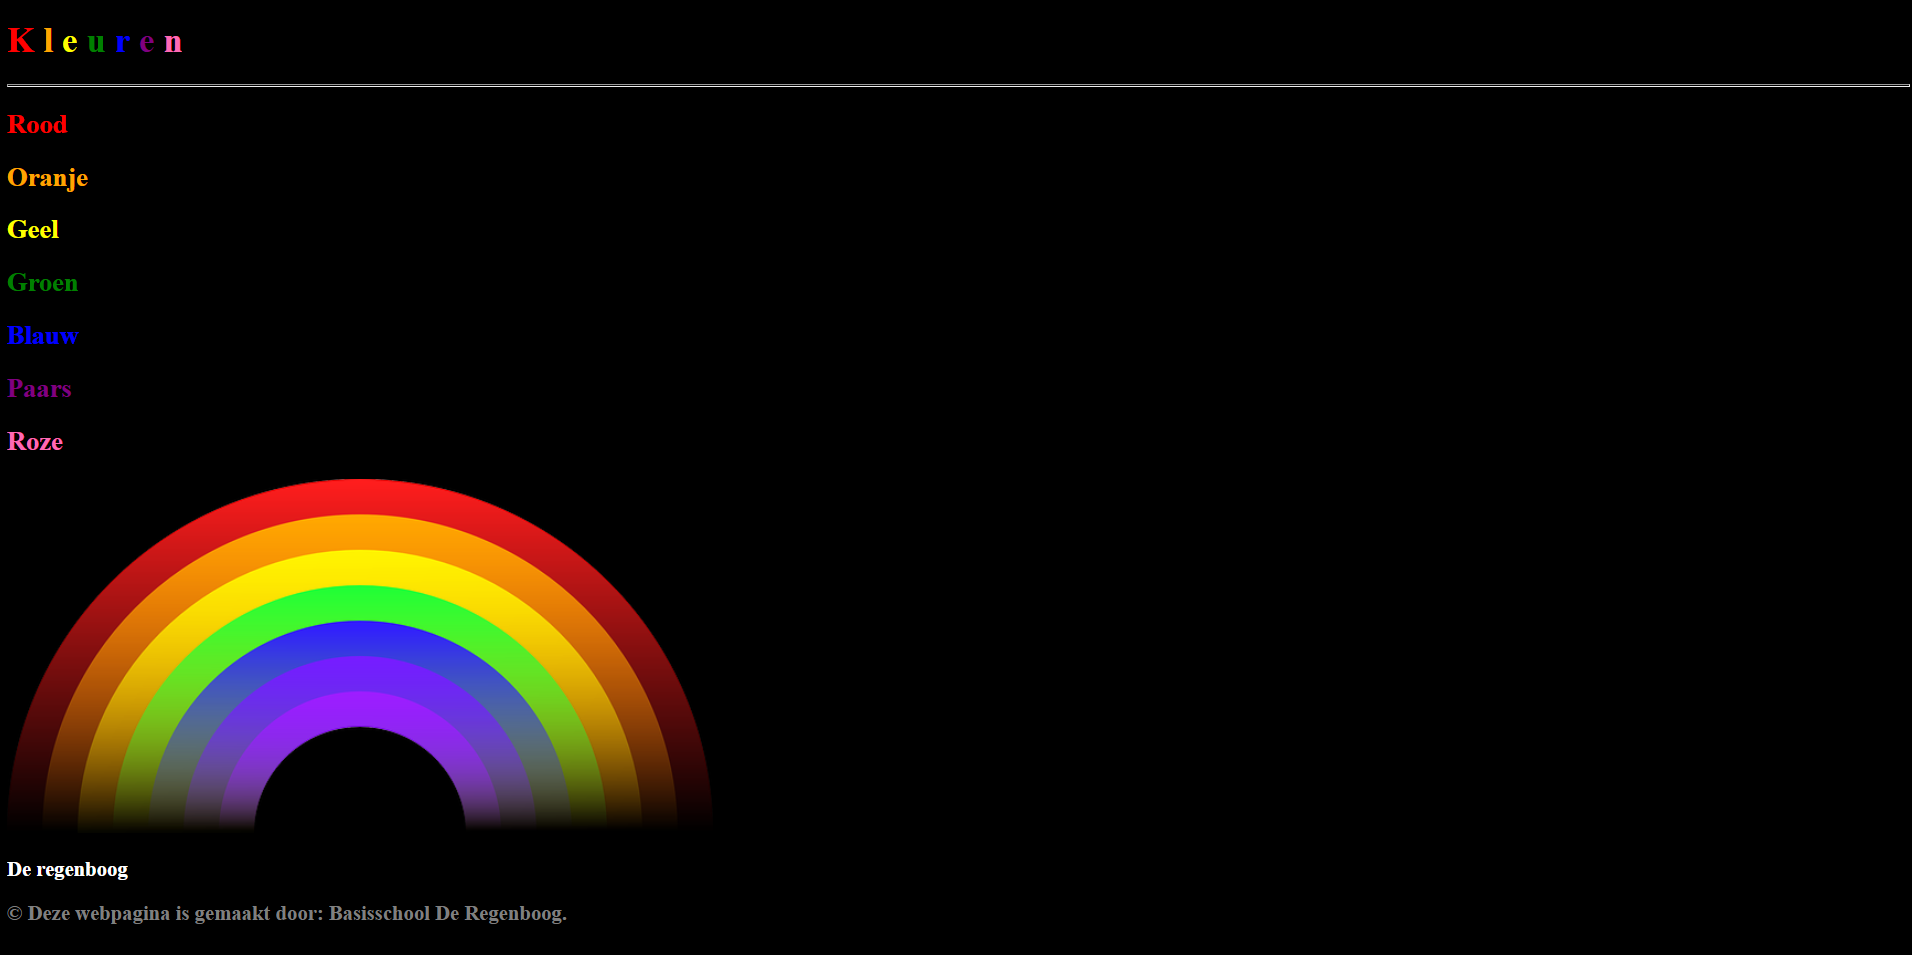 K l e u r e n
Rood
Oranje
Geel
Groen
Blauw
Paars
Roze
De regenboog
© Deze webpagina is gemaakt door: Basisschool De Regenboog.